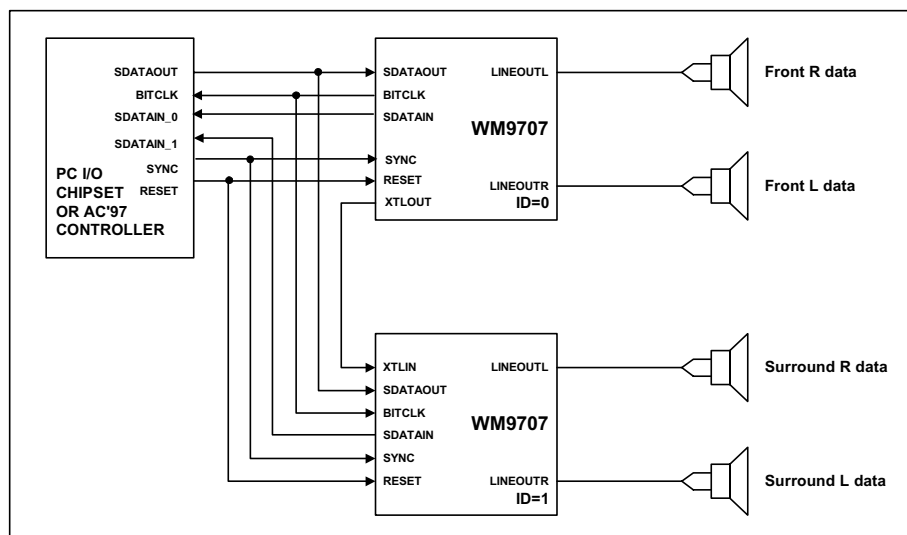 SDATAOUT
BITCLK
SDATAIN_0
SDATAIN_1
SYNC
RESET
PC I/O
CHIPSET
OR AC'97
CONTROLLER
SDATAOUT
BITCLK
SDATAIN
SYNC
RESET
XTLOUT
LINEOUTL
WM9707
LINEOUTR
ID=0
Front R data
Front L data
XTLIN
SDATAOUT
BITCLK
SDATAIN
SYNC
RESET
LINEOUTL
WM9707
LINEOUTR
ID=1
Surround R data
Surround L data